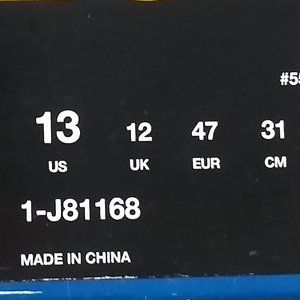 #55
13 12 47 31
US UK EUR CM
1-J81168
MADE IN CHINA